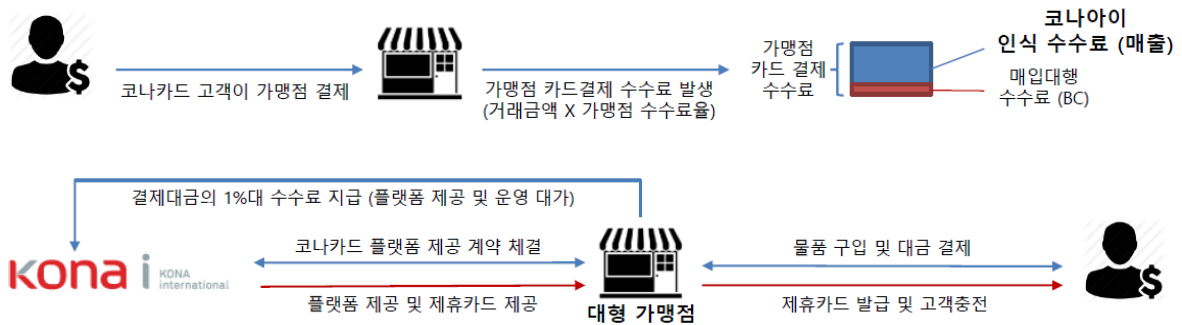 코나카드 고객이 가맹점 결제
가맹점 카드결제 수수료 발생
(거래금액 X 가맹점 수수료율)
가맹점
카드 결제
수수료
코나아이
인식 수수료 (매출)
매입대행
수수료 (BC)
결제대금의 1%대 수수료 지급 (플랫폼 제공 및 운영 대가)
kona i KONA
international
코나카드 플랫폼 제공 계약 체결
플랫폼 제공 및 제휴카드 제공
대형 가맹점
물품 구입 및 대금 결제
제휴카드 발급 및 고객충전